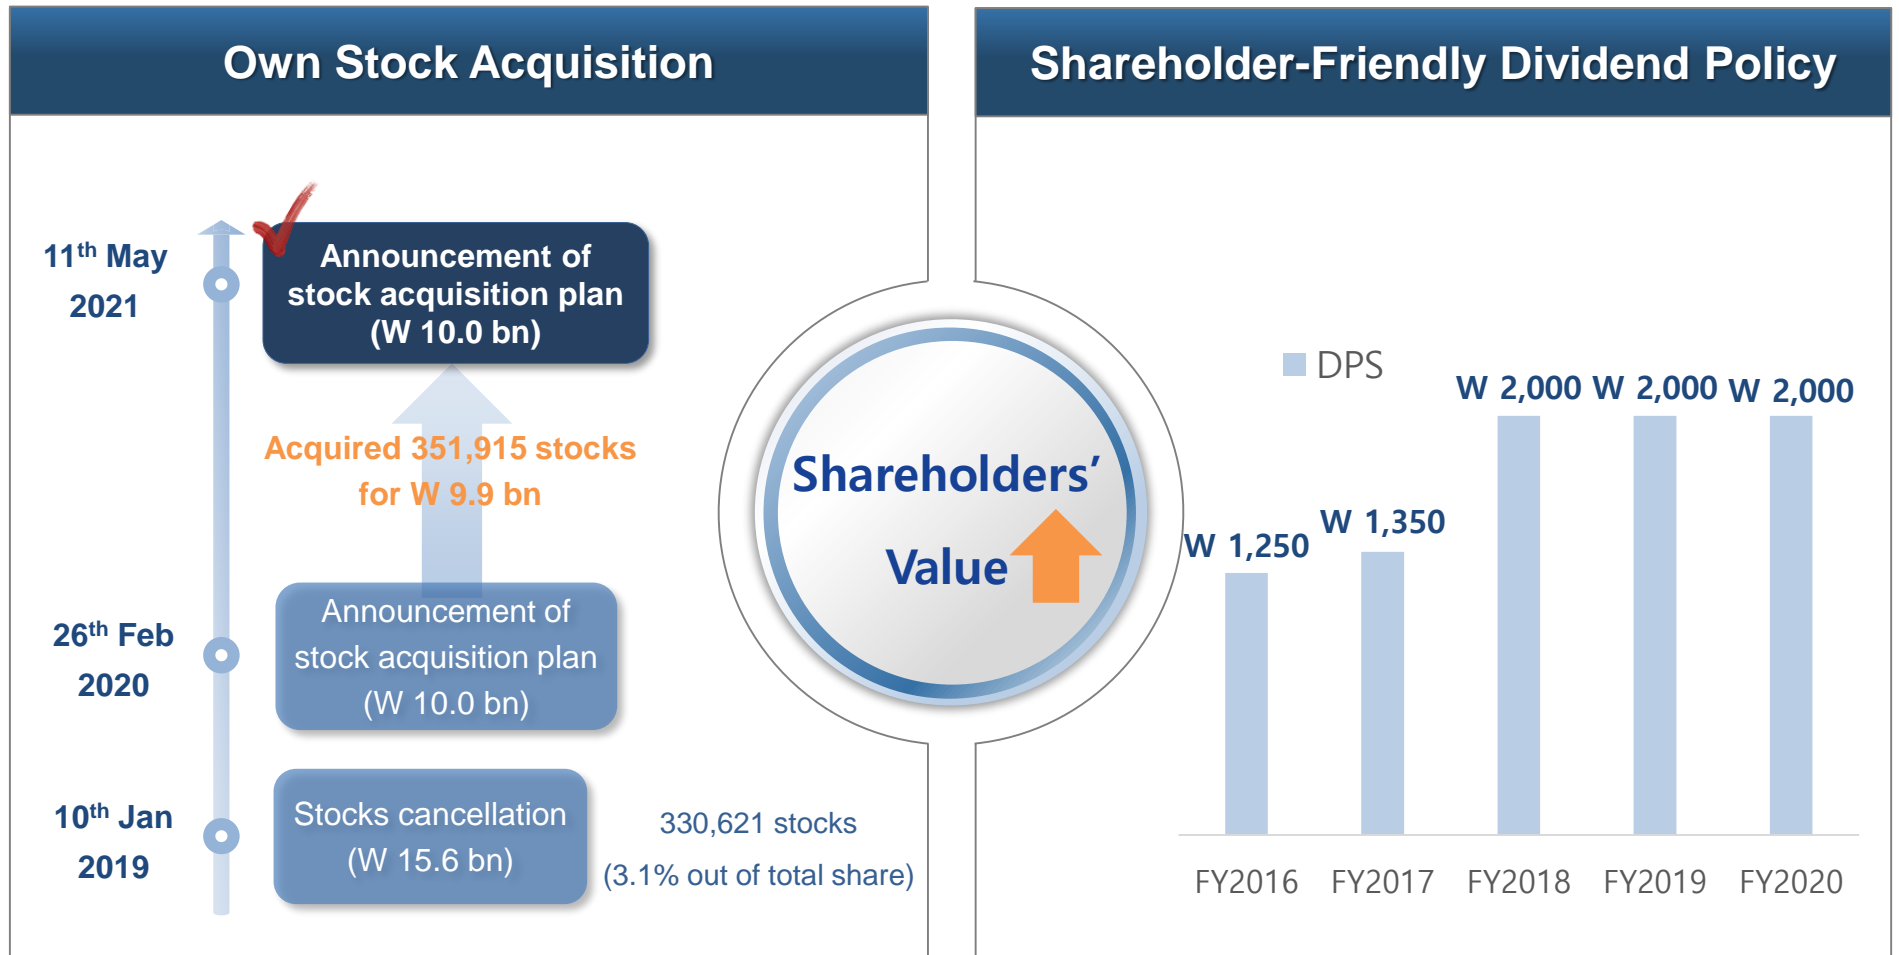 Own Stock Acquisition
11th May
2021
Announcement of
stock acquisition plan
(W 10.0 bn)
Acquired 351,915 stocks
for W 9.9 bn
26th Feb
2020
Announcement of
stock acquisition plan
(W 10.0 bn)
10th Jan
2019
Stocks cancellation
(W 15.6 bn)
330,621 stocks
(3.1% out of total share)
Shareholders’
Value
Shareholder-Friendly Dividend Policy
DPS
W 1,250
W 1,350
W 2,000
W 2,000
W 2,000
FY2016
FY2017
FY2018
FY2019
FY2020